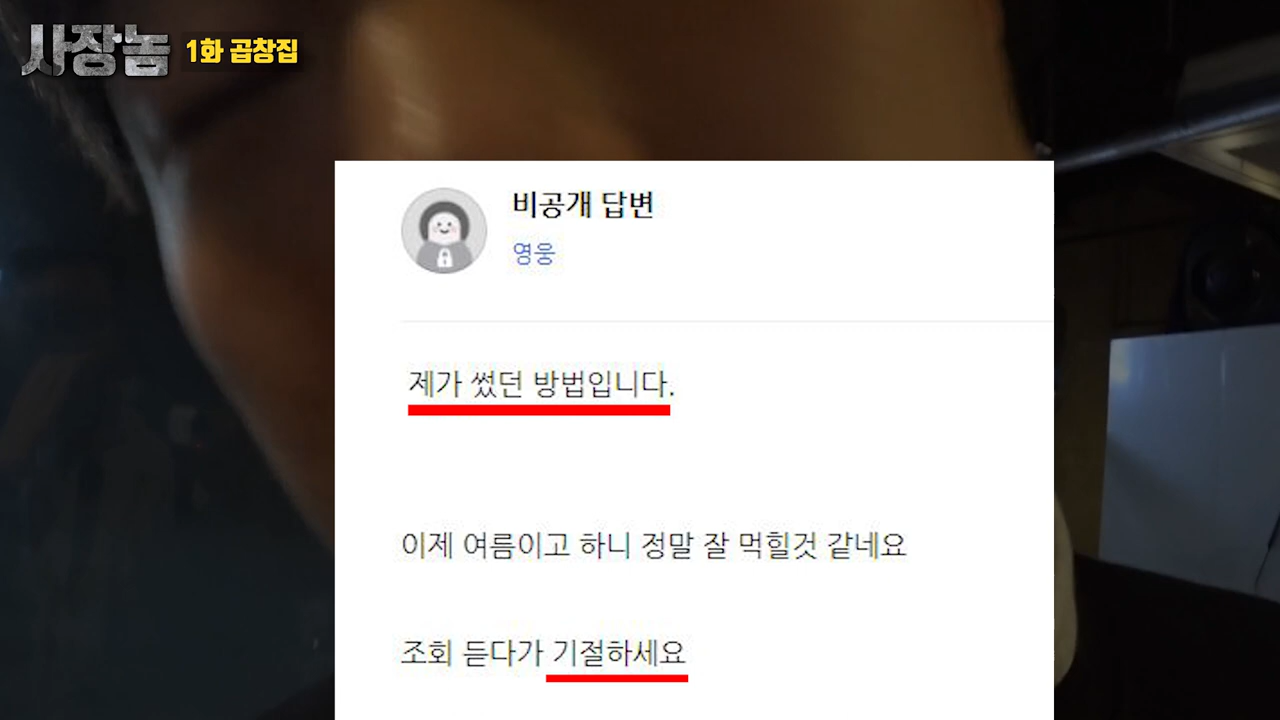 사장놈 1화 곱창집
비공개 답변
영웅
제가 썼던 방법입니다.
이제 여름이고 하니 정말 잘 먹힐것 같네요
조회 듣다가 기절하세요